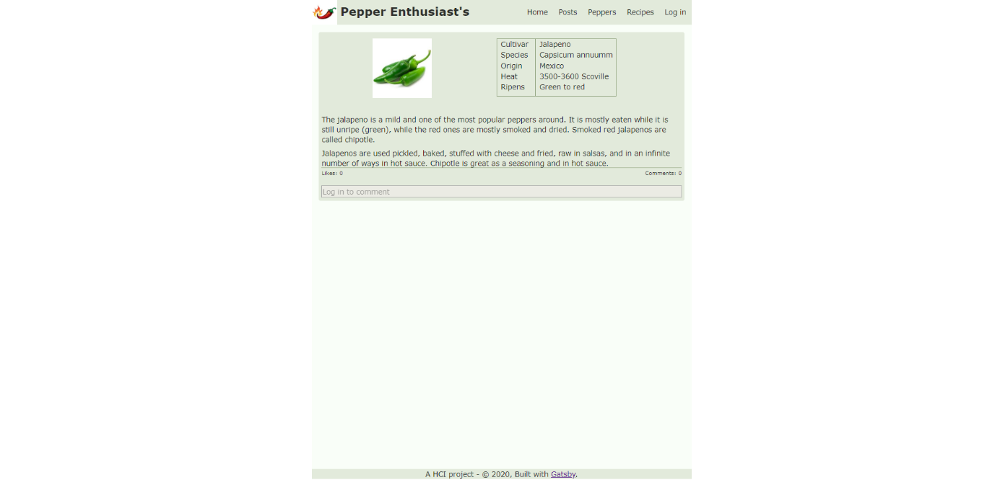 Pepper Enthusiast's
Home Posts Peppers Recipes Log in
Cultivar Jalapeno
Species Capsicum annuumm
Origin Mexico
Heat 3500-3600 Scoville
Ripens Green to red
The jalapeno is a mild and one of the most popular peppers around. It is mostly eaten while it is
still unripe (green), while the red ones are mostly smoked and dried. Smoked red jalapenos are
called chipotle.
Jalapenos are used pickled, baked, stuffed with cheese and fried, raw in salsas, and in an infinite
number of ways in hot sauce. Chipotle is great as a seasoning and in hot sauce.
Likes: 0 Comments: 0
Log in to comment
A HCI project - © 2020, Built with Gatsby.